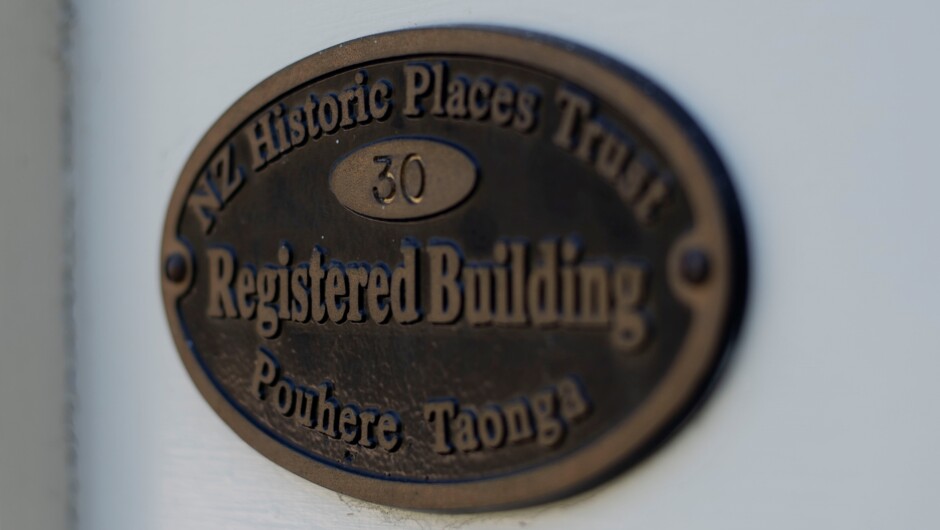 NZ Historic Places Trust
30
Registered Building
Pouhere Taonga